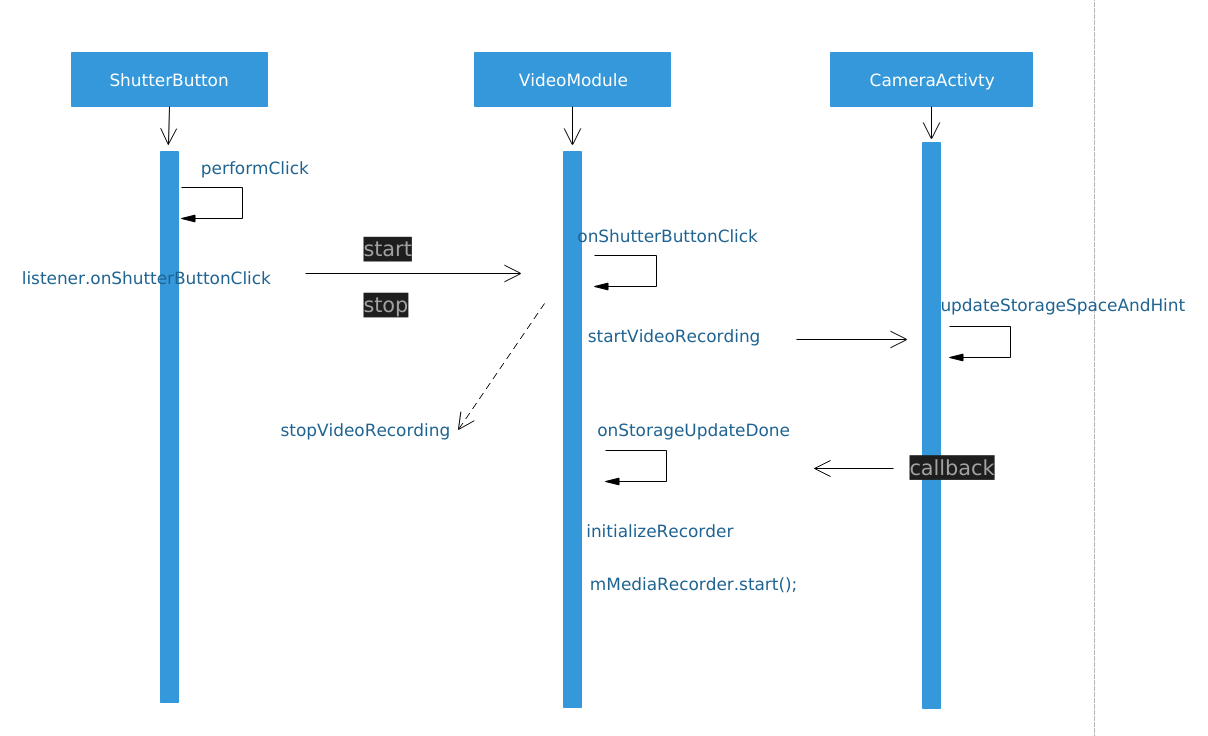 ShutterButton
VideoModule
CameraActivty
performClick
onShutterButtonClick
start
listener.onShutterButtonClick
stop
updateStorageSpaceAndHint
startVideoRecording
stopVideoRecording
onStorageUpdateDone
callback
initializeRecorder
mMediaRecorder.start();